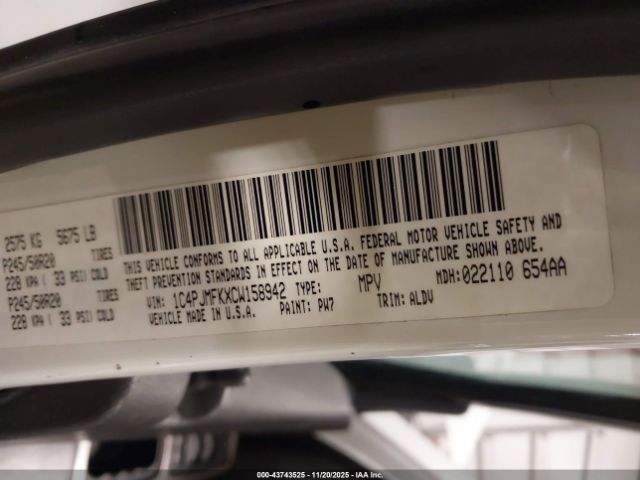 2575 KG 5675 LB
P245/50R20 TIRES
228 KPA ( 33 PSI) COLD
P245/50R20 TIRES
228 KPA ( 33 PSI) COLD
THIS VEHICLE CONFORMS TO ALL APPLICABLE U.S.A. FEDERAL MOTOR VEHICLE SAFETY AND
THEFT PREVENTION STANDARDS IN EFFECT ON THE DATE OF MANUFACTURE SHOWN ABOVE.
VIN: 1C4PJMFKXCW158942 TYPE: MPV MDH:022110 654AA
VEHICLE MADE IN U.S.A. PAINT: PW7 TRIM: ALDV
000-43743525 - 11/20/2025 - IAA Inc.